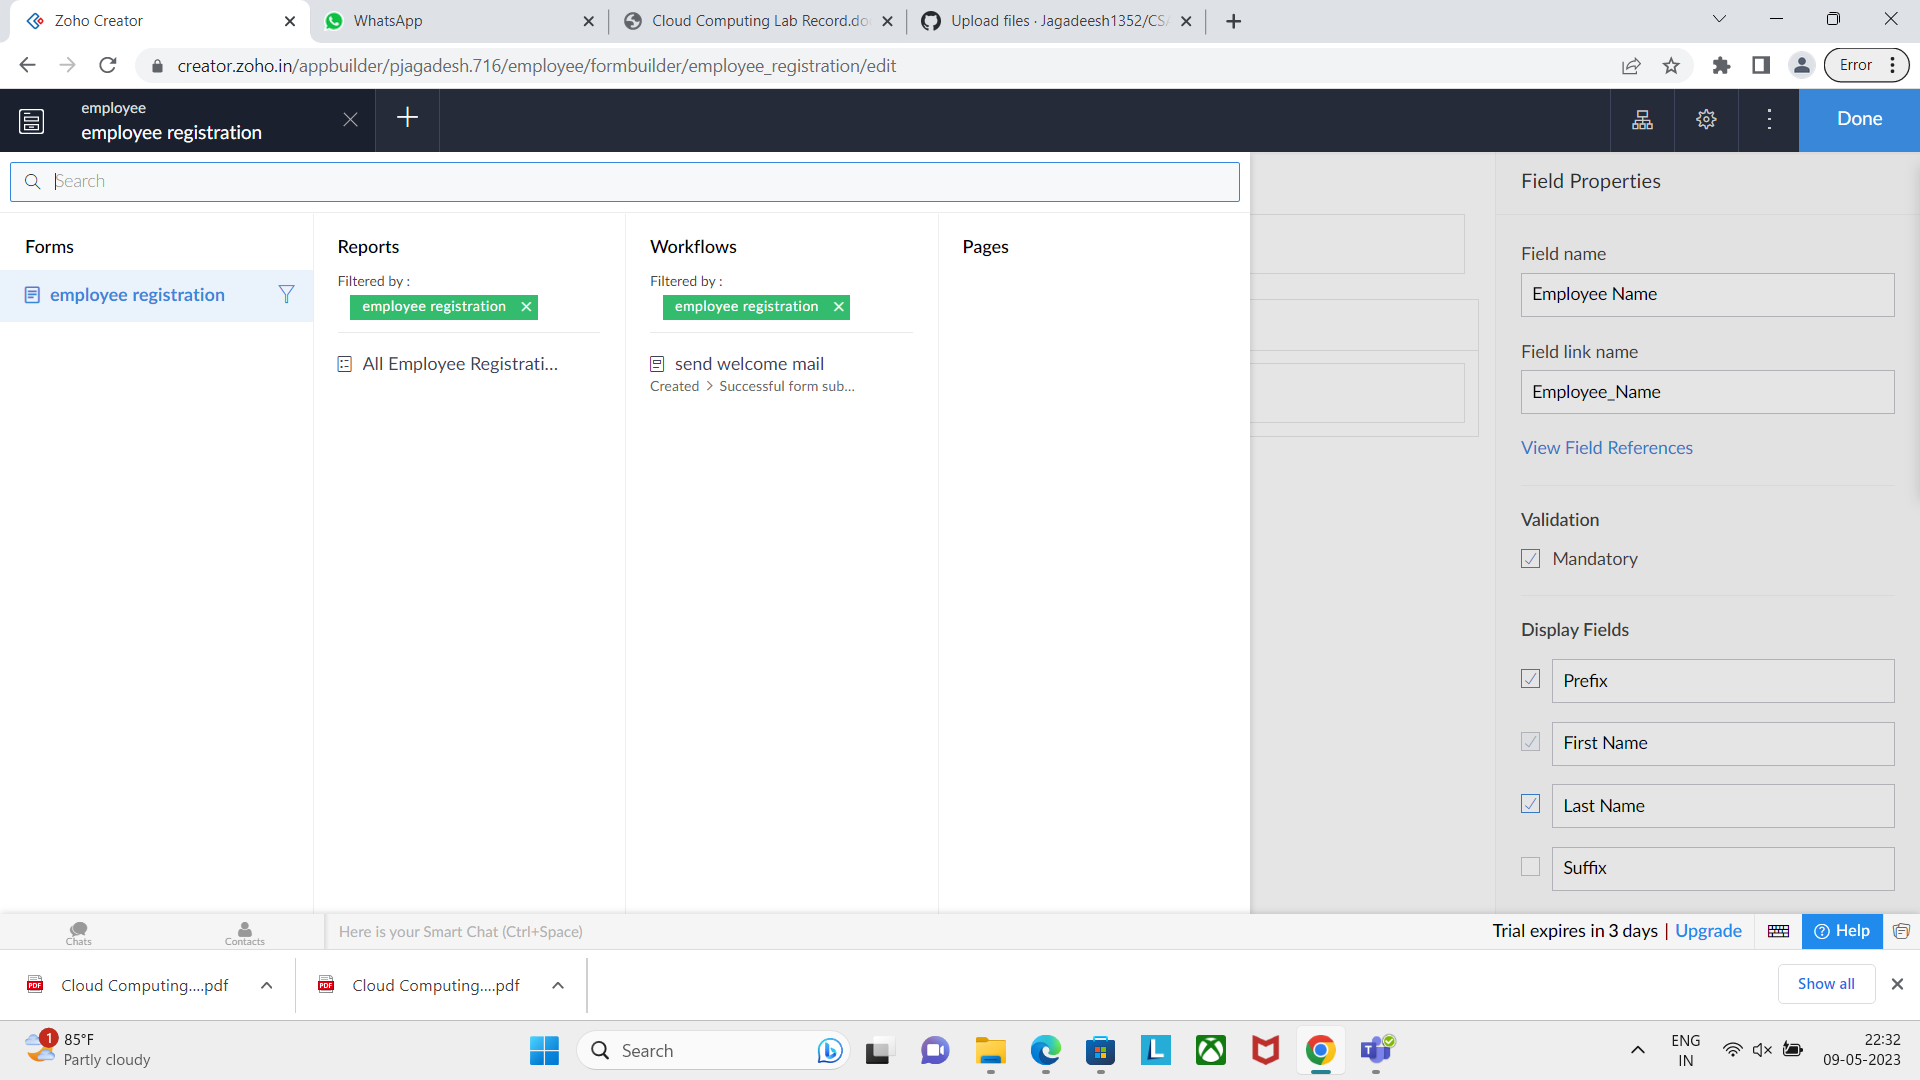 Zoho Creator
WhatsApp
Cloud Computing Lab Record.do
Upload files · Jagadeesh1352/CSA
creator.zoho.in/appbuilder/pjagadesh.716/employee/formbuilder/employee_registration/edit
Error
employee
employee registration
Done
Search
Field Properties
Forms
Reports
Workflows
Pages
Field name
Filtered by :
Filtered by :
employee registration
employee registration
employee registration
Employee Name
Field link name
All Employee Registrati...
send welcome mail
Created > Successful form sub...
Employee_Name
View Field References
Validation
Mandatory
Display Fields
Prefix
First Name
Last Name
Suffix
Chats
Contacts
Here is your Smart Chat (Ctrl+Space)
Trial expires in 3 days | Upgrade
Help
Cloud Computing....pdf
Cloud Computing....pdf
Show all
1
85°F
Partly cloudy
Search
ENG
IN
22:32
09-05-2023